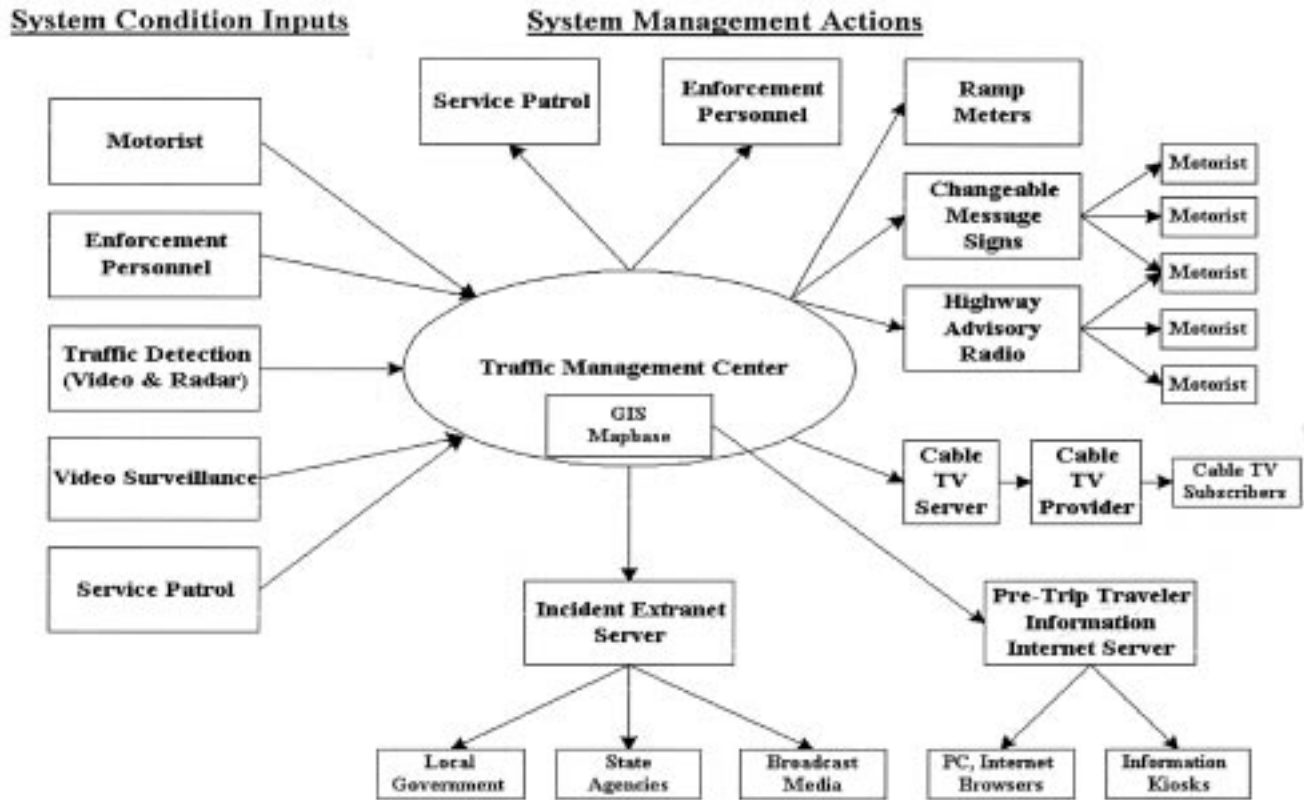 System Condition Inputs
System Management Actions
Service Patrol
Enforcement
Personnel
Ramp
Meters
Motorist
Enforcement
Personnel
Traffic Detection
(Video & Radar)
Video Surveillance
Service Patrol
Changeable
Message
Signs
Highway
Advisory
Radio
Motorist
Motorist
Motorist
Motorist
Motorist
Traffic Management Center
GIS
Mapbase
Cable
TV
Server
Cable
TV
Provider
Cable TV
Subscribers
Incident Extranet
Server
Pre-Trip Traveler
Information
Internet Server
Local
Government
State
Agencies
Broadcast
Media
PC, Internet
Browsers
Information
Kiosks